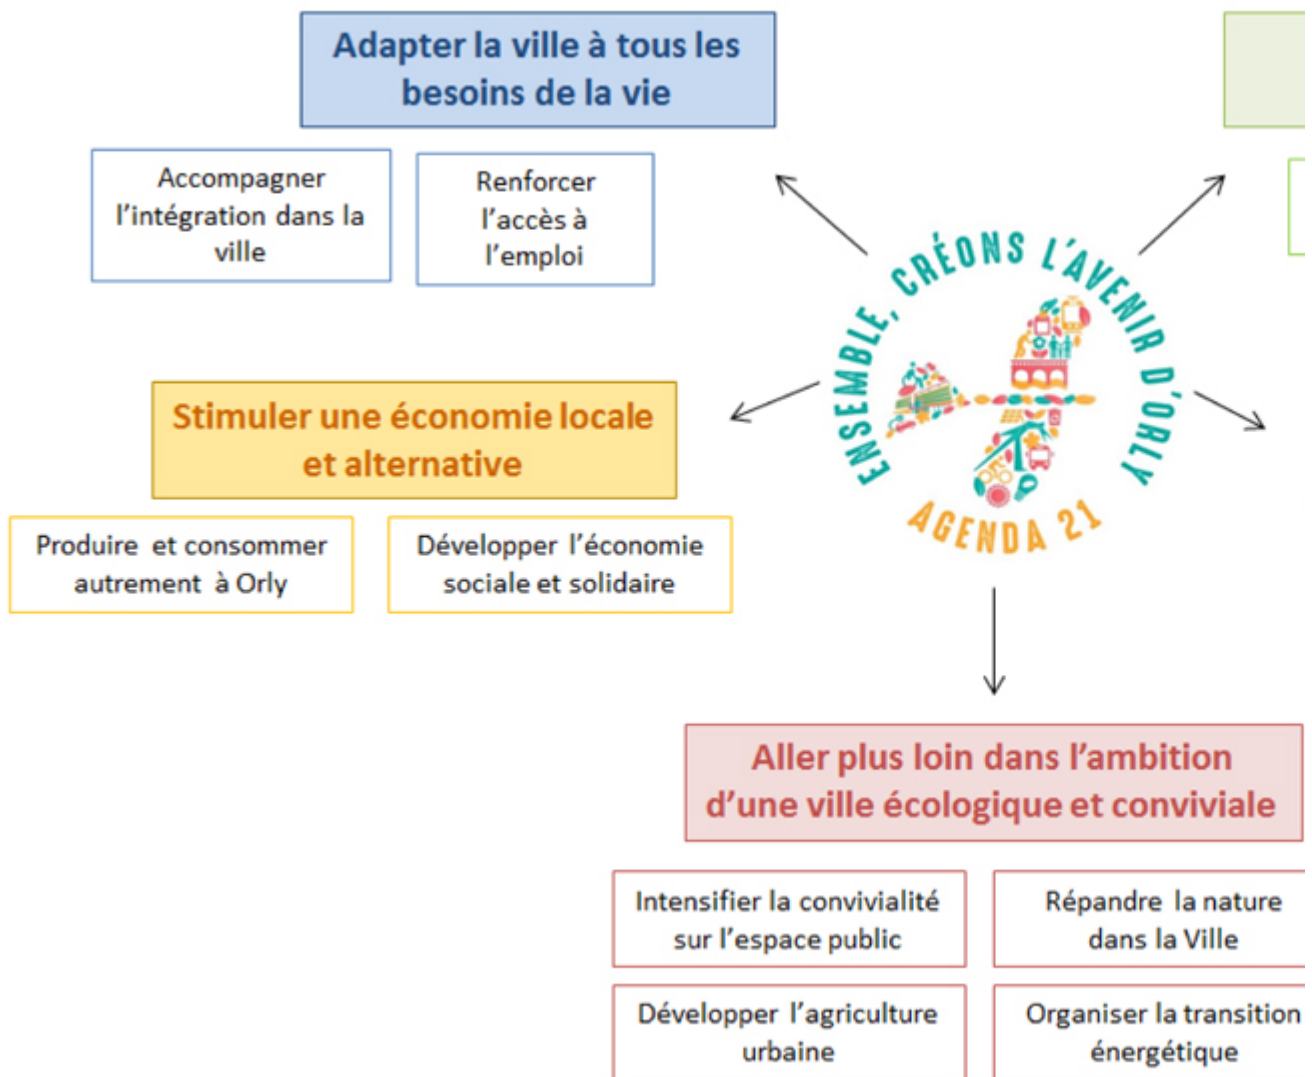 Adapter la ville à tous les
besoins de la vie
Accompagner
l’intégration dans la
ville
Renforcer
l’accès à
l’emploi
ENSEMBLE, CRÉONS L'AVENIR D'ORLY
AGENDA 21
Stimuler une économie locale
et alternative
Produire et consommer
autrement à Orly
Développer l’économie
sociale et solidaire
Aller plus loin dans l’ambition
d’une ville écologique et conviviale
Intensifier la convivialité
sur l’espace public
Répandre la nature
dans la Ville
Développer l’agriculture
urbaine
Organiser la transition
énergétique